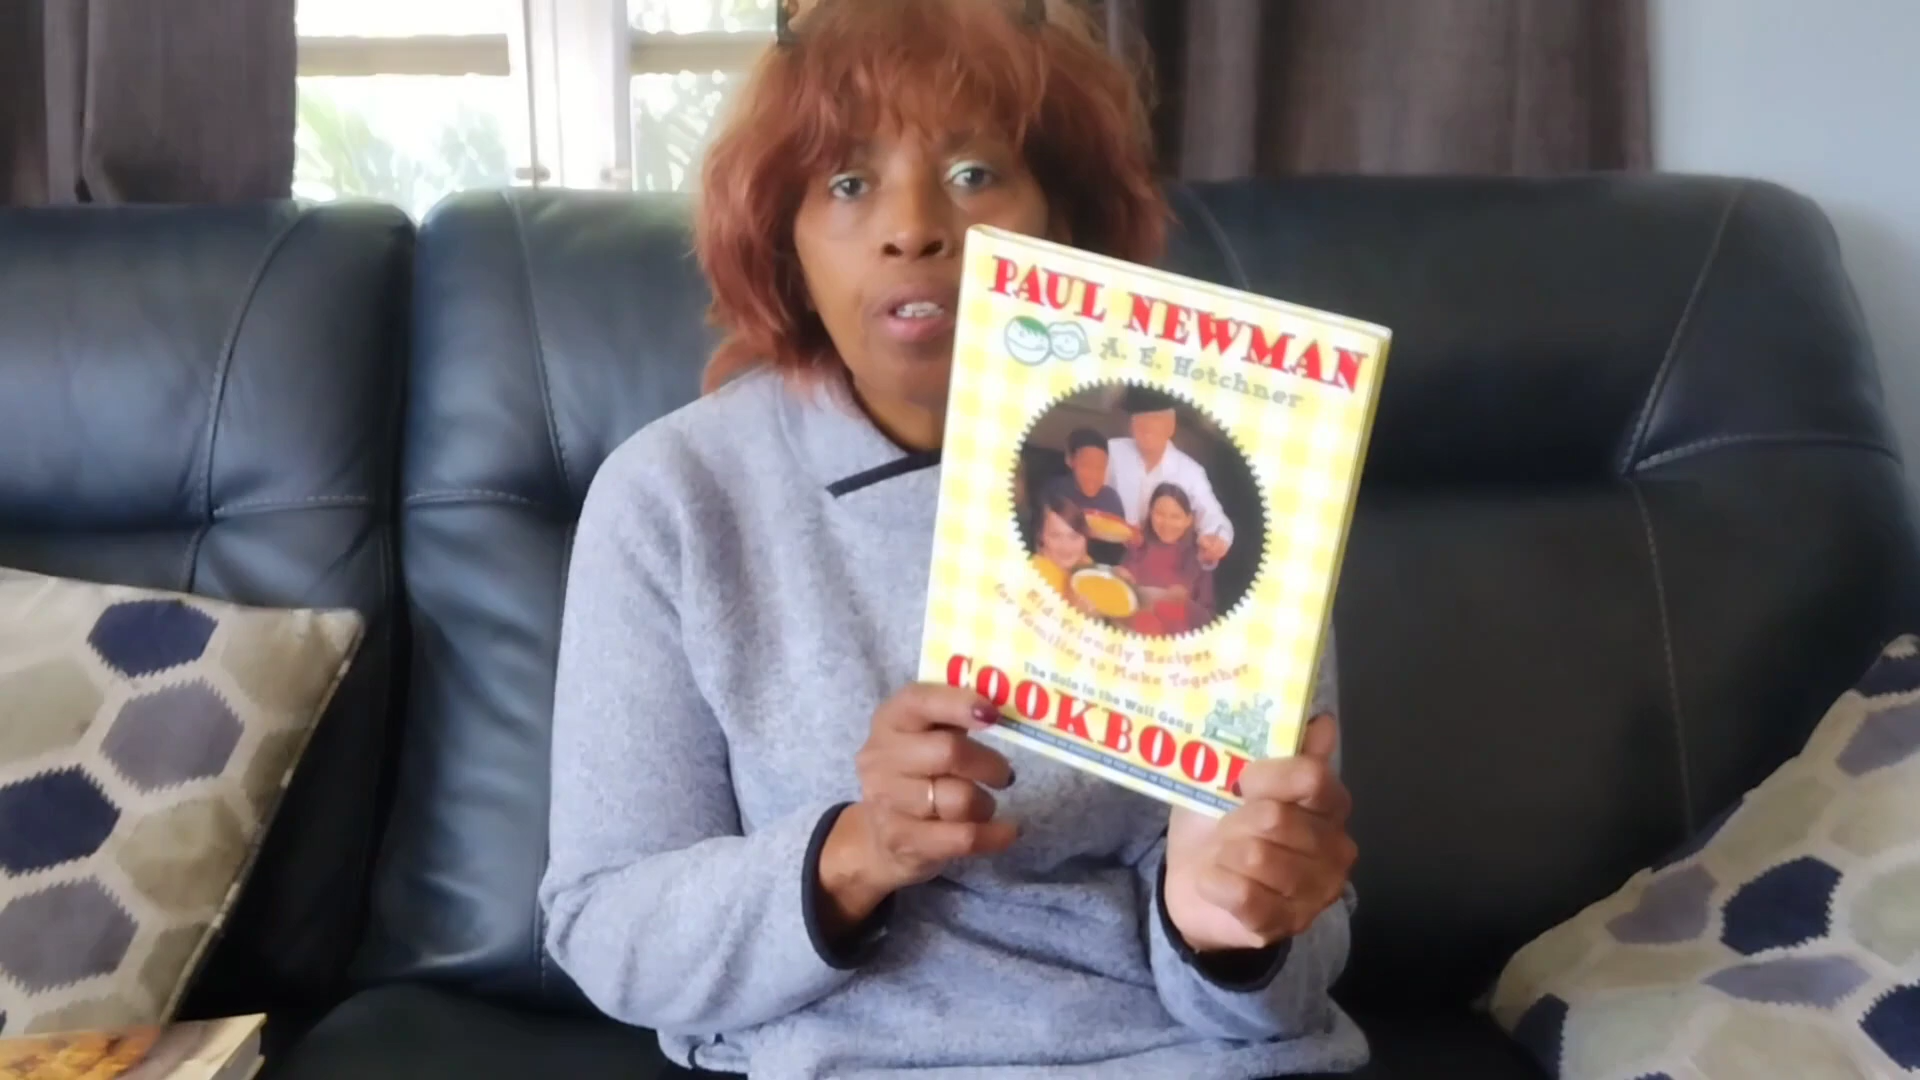 PAUL NEWMAN
A. E. Hotchner
Kid-Friendly Recipes
for Families to Make Together
The Hole in the Wall Gang
COOKBOOK